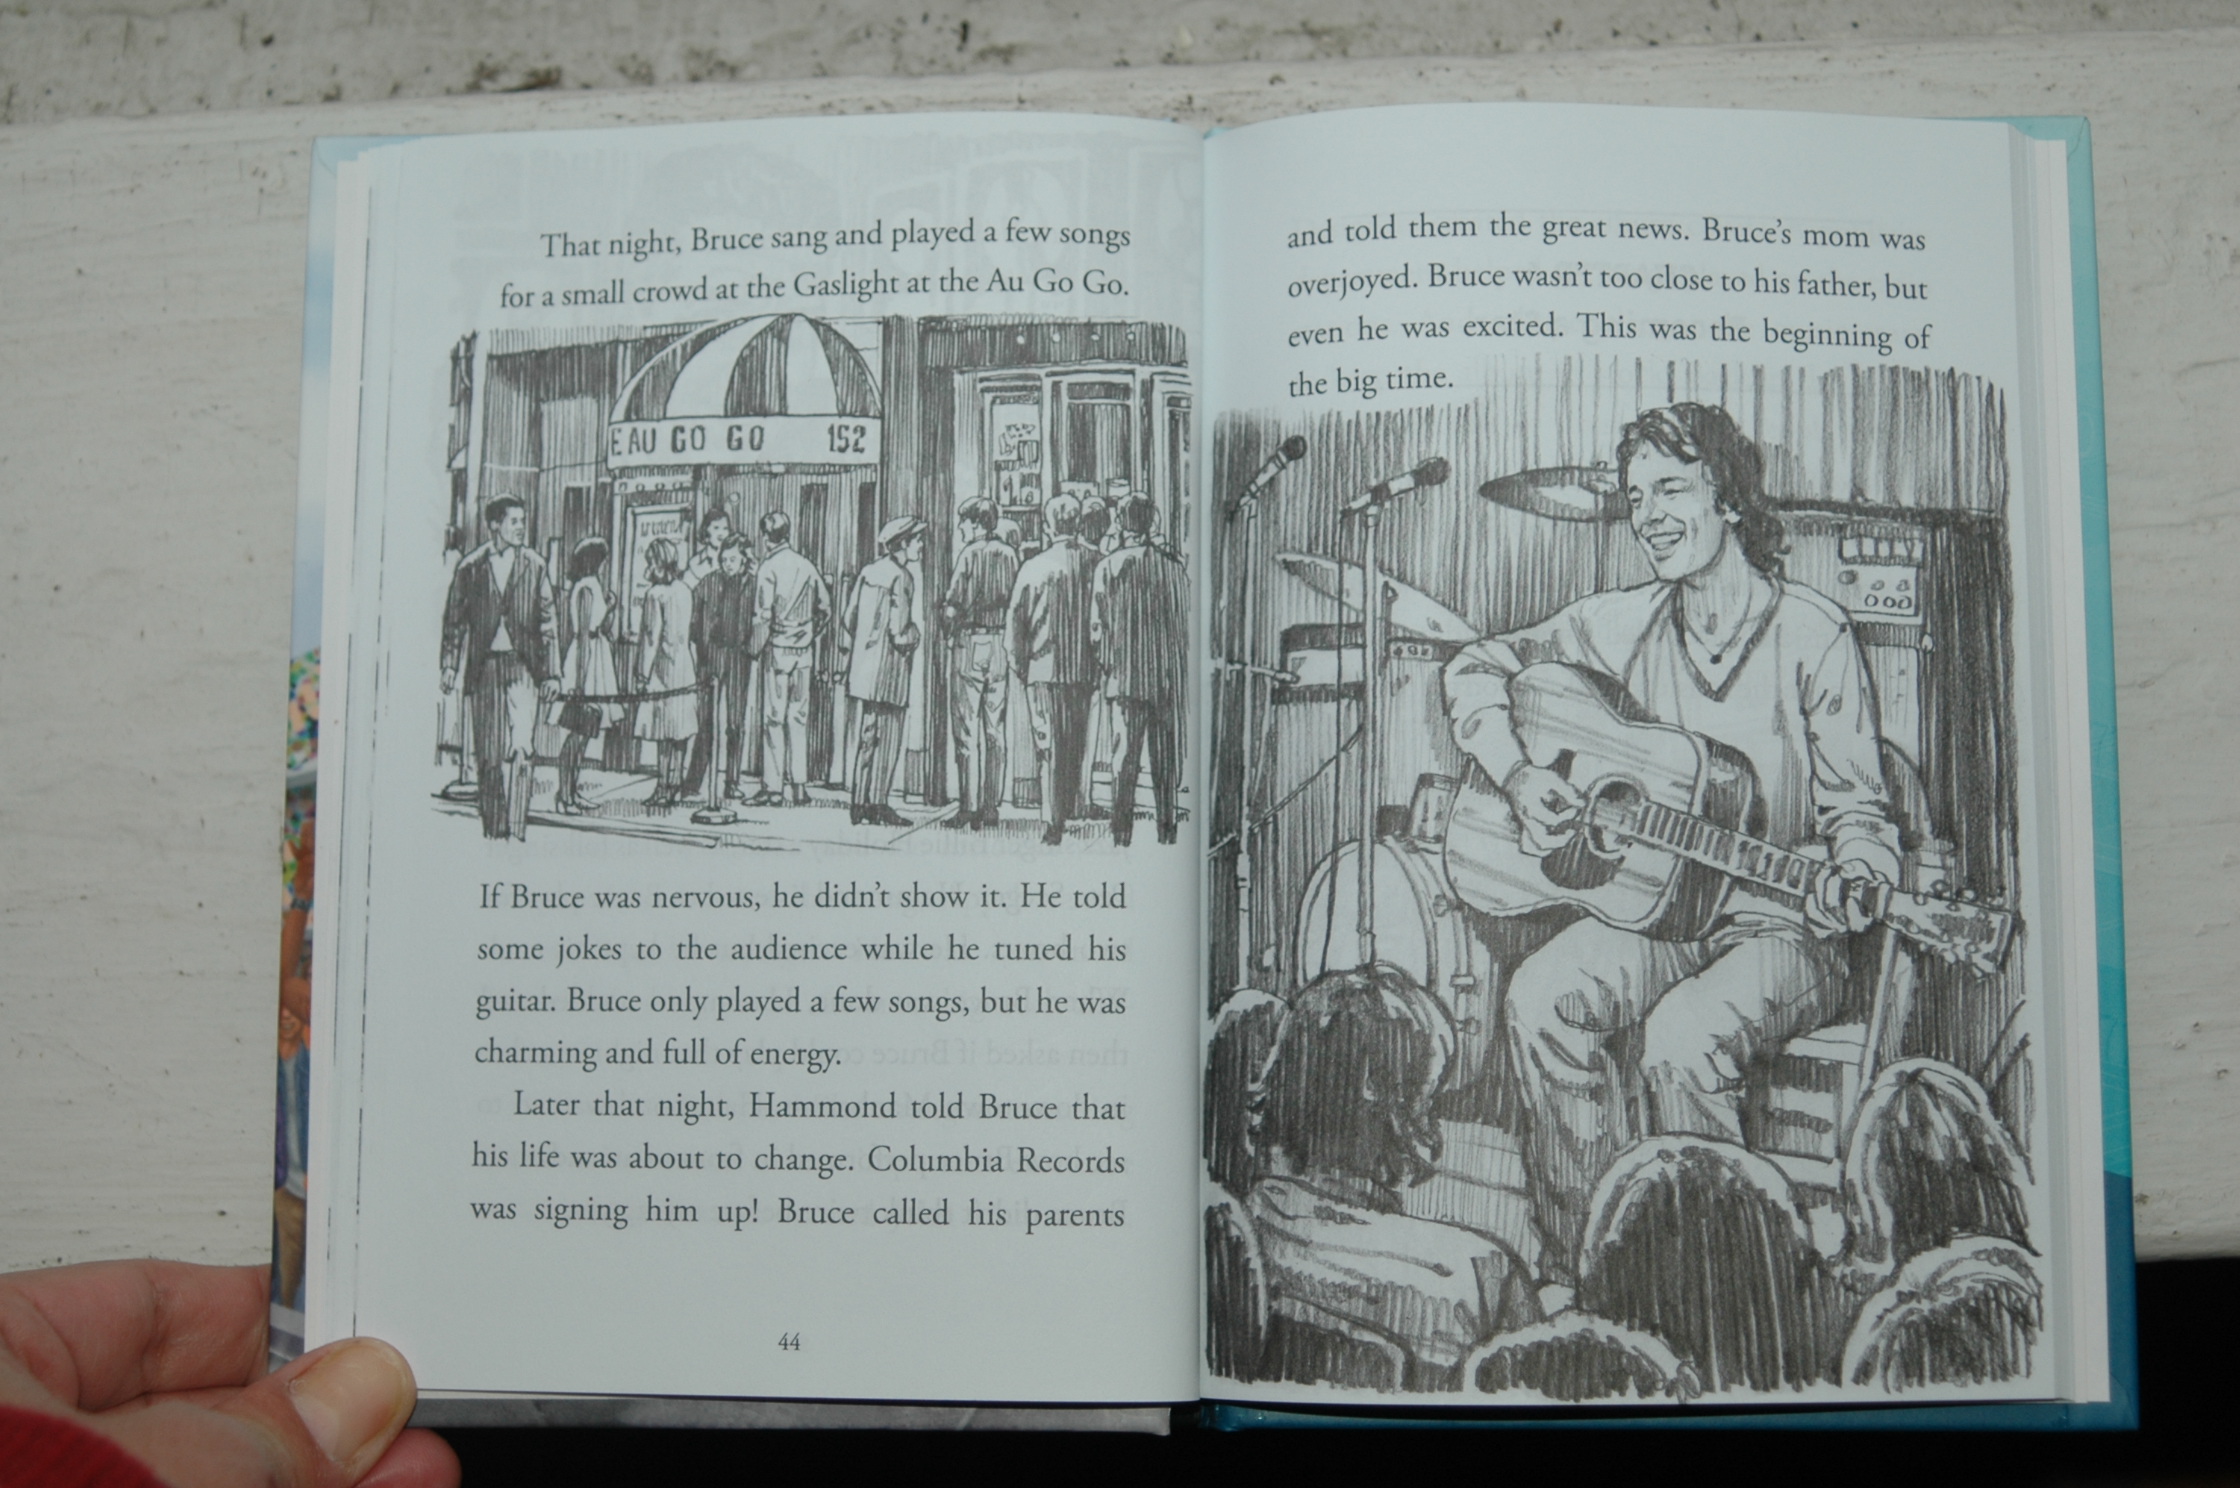 That night, Bruce sang and played a few songs
for a small crowd at the Gaslight at the Au Go Go.
E AU GO GO 152
If Bruce was nervous, he didn't show it. He told
some jokes to the audience while he tuned his
guitar. Bruce only played a few songs, but he was
charming and full of energy.
Later that night, Hammond told Bruce that
his life was about to change. Columbia Records
was signing him up! Bruce called his parents
44
and told them the great news. Bruce's mom was
overjoyed. Bruce wasn't too close to his father, but
even he was excited. This was the beginning of
the big time.